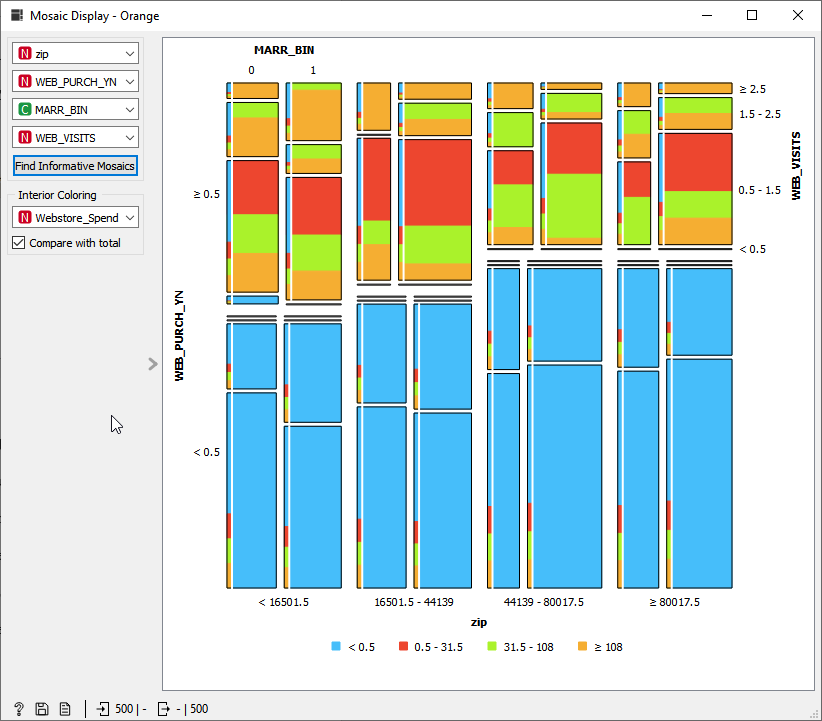 Mosaic Display - Orange
N zip
N WEB_PURCH_YN
C MARR_BIN
N WEB_VISITS
Find Informative Mosaics
Interior Coloring
N Webstore_Spend
Compare with total
MARR_BIN
0 1
≥ 2.5
1.5 - 2.5
0.5 - 1.5
< 0.5
WEB_VISITS
≥ 0.5
WEB_PURCH_YN
< 0.5
< 16501.5 16501.5 - 44139 44139 - 80017.5 ≥ 80017.5
zip
< 0.5 0.5 - 31.5 31.5 - 108 ≥ 108
? 500 | - - | 500